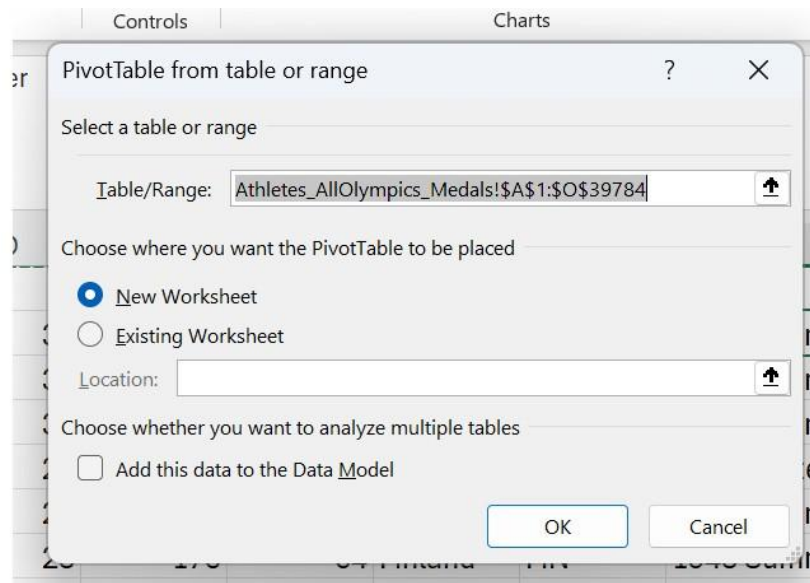 Controls
Charts
er
PivotTable from table or range
?
Select a table or range
Table/Range:
Athletes_AllOlympics_Medals!$A$1:$O$39784
Choose where you want the PivotTable to be placed
New Worksheet
Existing Worksheet
Location:
Choose whether you want to analyze multiple tables
Add this data to the Data Model
OK
Cancel